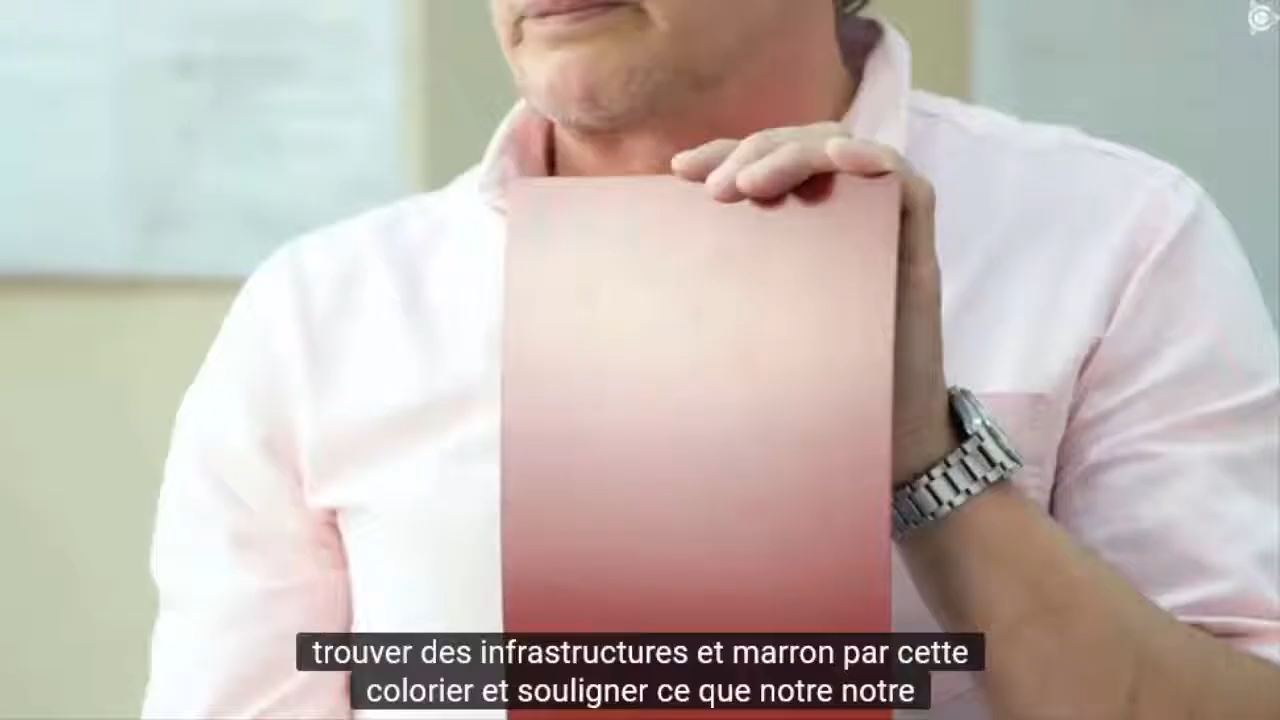 trouver des infrastructures et marron par cette
colorier et souligner ce que notre notre